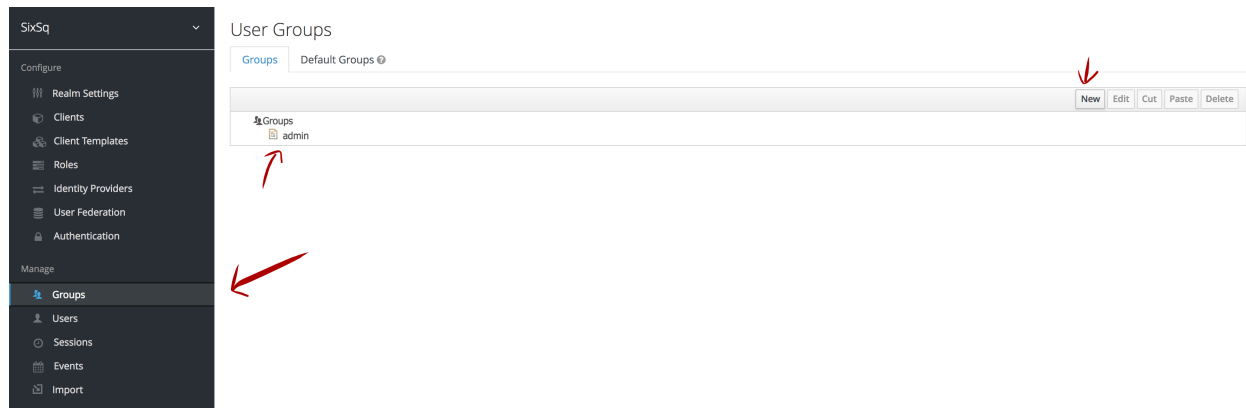 SixSq
Configure
Realm Settings
Clients
Client Templates
Roles
Identity Providers
User Federation
Authentication
Manage
Groups
Users
Sessions
Events
Import
User Groups
Groups Default Groups
New Edit Cut Paste Delete
Groups
admin